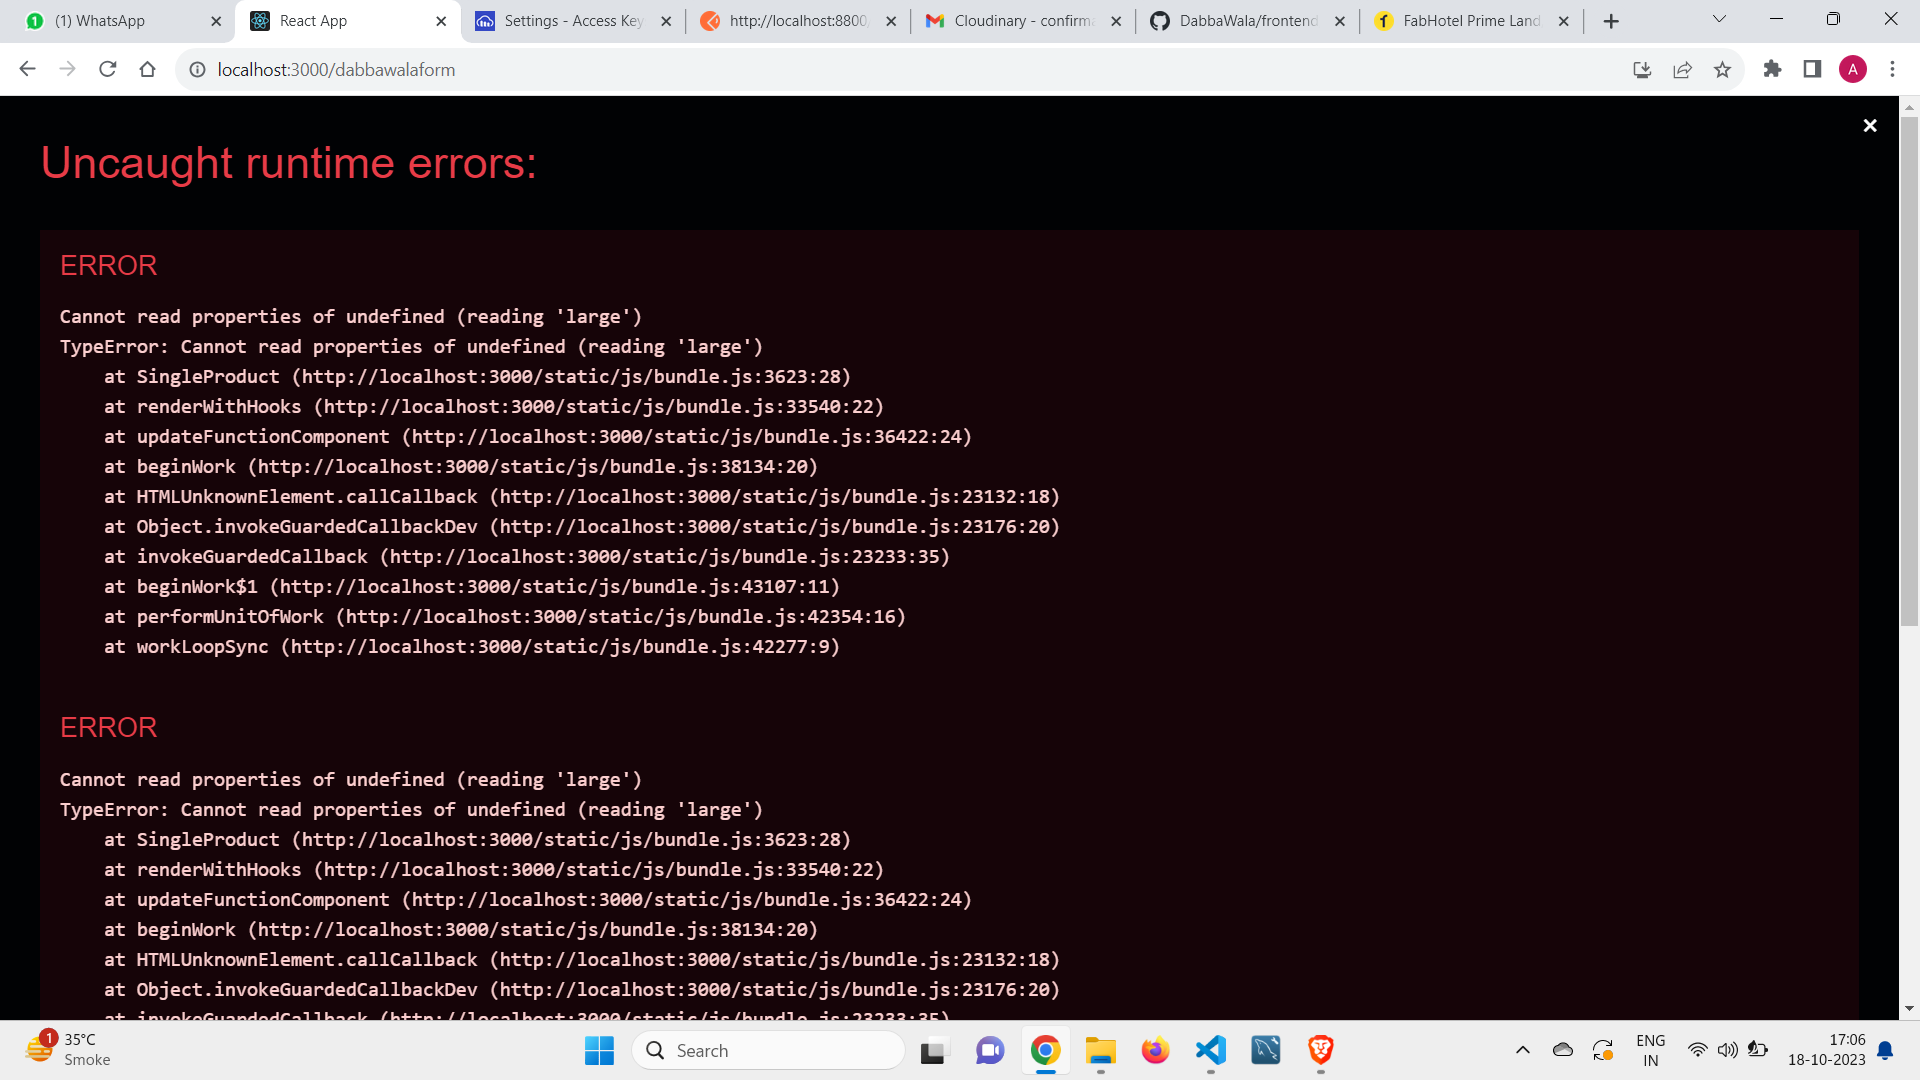 (1) WhatsApp
React App
Settings - Access Key
http://localhost:8800/
Cloudinary - confirma
DabbaWala/frontend
FabHotel Prime Land
localhost:3000/dabbawalaform
A
Uncaught runtime errors:
ERROR
Cannot read properties of undefined (reading 'large')
TypeError: Cannot read properties of undefined (reading 'large')
at SingleProduct (http://localhost:3000/static/js/bundle.js:3623:28)
at renderWithHooks (http://localhost:3000/static/js/bundle.js:33540:22)
at updateFunctionComponent (http://localhost:3000/static/js/bundle.js:36422:24)
at beginWork (http://localhost:3000/static/js/bundle.js:38134:20)
at HTMLUnknownElement.callCallback (http://localhost:3000/static/js/bundle.js:23132:18)
at Object.invokeGuardedCallbackDev (http://localhost:3000/static/js/bundle.js:23176:20)
at invokeGuardedCallback (http://localhost:3000/static/js/bundle.js:23233:35)
at beginWork$1 (http://localhost:3000/static/js/bundle.js:43107:11)
at performUnitOfWork (http://localhost:3000/static/js/bundle.js:42354:16)
at workLoopSync (http://localhost:3000/static/js/bundle.js:42277:9)
ERROR
Cannot read properties of undefined (reading 'large')
TypeError: Cannot read properties of undefined (reading 'large')
at SingleProduct (http://localhost:3000/static/js/bundle.js:3623:28)
at renderWithHooks (http://localhost:3000/static/js/bundle.js:33540:22)
at updateFunctionComponent (http://localhost:3000/static/js/bundle.js:36422:24)
at beginWork (http://localhost:3000/static/js/bundle.js:38134:20)
at HTMLUnknownElement.callCallback (http://localhost:3000/static/js/bundle.js:23132:18)
at Object.invokeGuardedCallbackDev (http://localhost:3000/static/js/bundle.js:23176:20)
at invokeGuardedCallback (http://localhost:3000/static/js/bundle.js:23233:35)
1
35°C
Smoke
Search
ENG
IN
17:06
18-10-2023